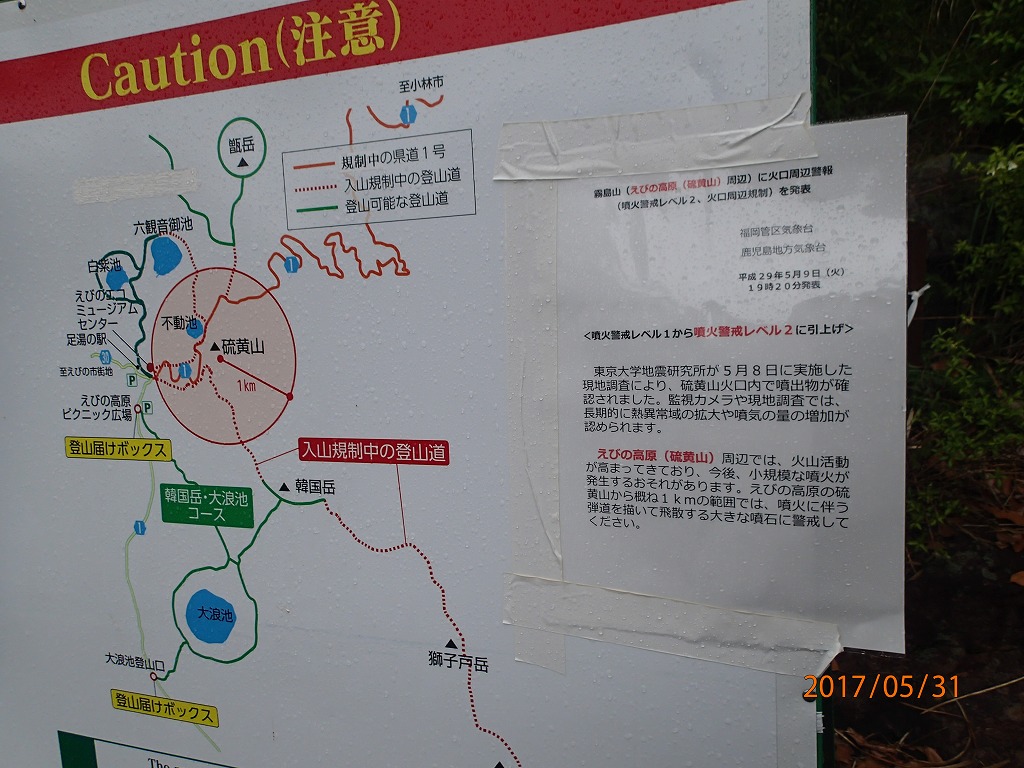 Caution(注意)
至小林市
1
甑岳
規制中の県道1号
入山規制中の登山道
登山可能な登山道
六観音御池
白紫池
1
えびのエコ
ミュージアム
センター
足湯の駅
不動池
硫黄山
30
至えびの市街地
1
1km
P
P
えびの高原
ピクニック広場
登山届けボックス
入山規制中の登山道
韓国岳
韓国岳・大浪池
コース
1
大浪池
獅子戸岳
大浪池登山口
登山届けボックス
The
霧島山(えびの高原(硫黄山)周辺)に火口周辺警報
(噴火警戒レベル2、火口周辺規制)を発表
福岡管区気象台
鹿児島地方気象台
平成29年5月9日(火)
19時20分発表
<噴火警戒レベル1から噴火警戒レベル2に引上げ>
東京大学地震研究所が5月8日に実施した
現地調査により、硫黄山火口内で噴出物が確
認されました。監視カメラや現地調査では、
長期的に熱異常域の拡大や噴気の量の増加が
認められます。
えびの高原(硫黄山)周辺では、火山活動
が高まってきており、今後、小規模な噴火が
発生するおそれがあります。えびの高原の硫
黄山から概ね1kmの範囲では、噴火に伴う
弾道を描いて飛散する大きな噴石に警戒して
ください。
2017/05/31